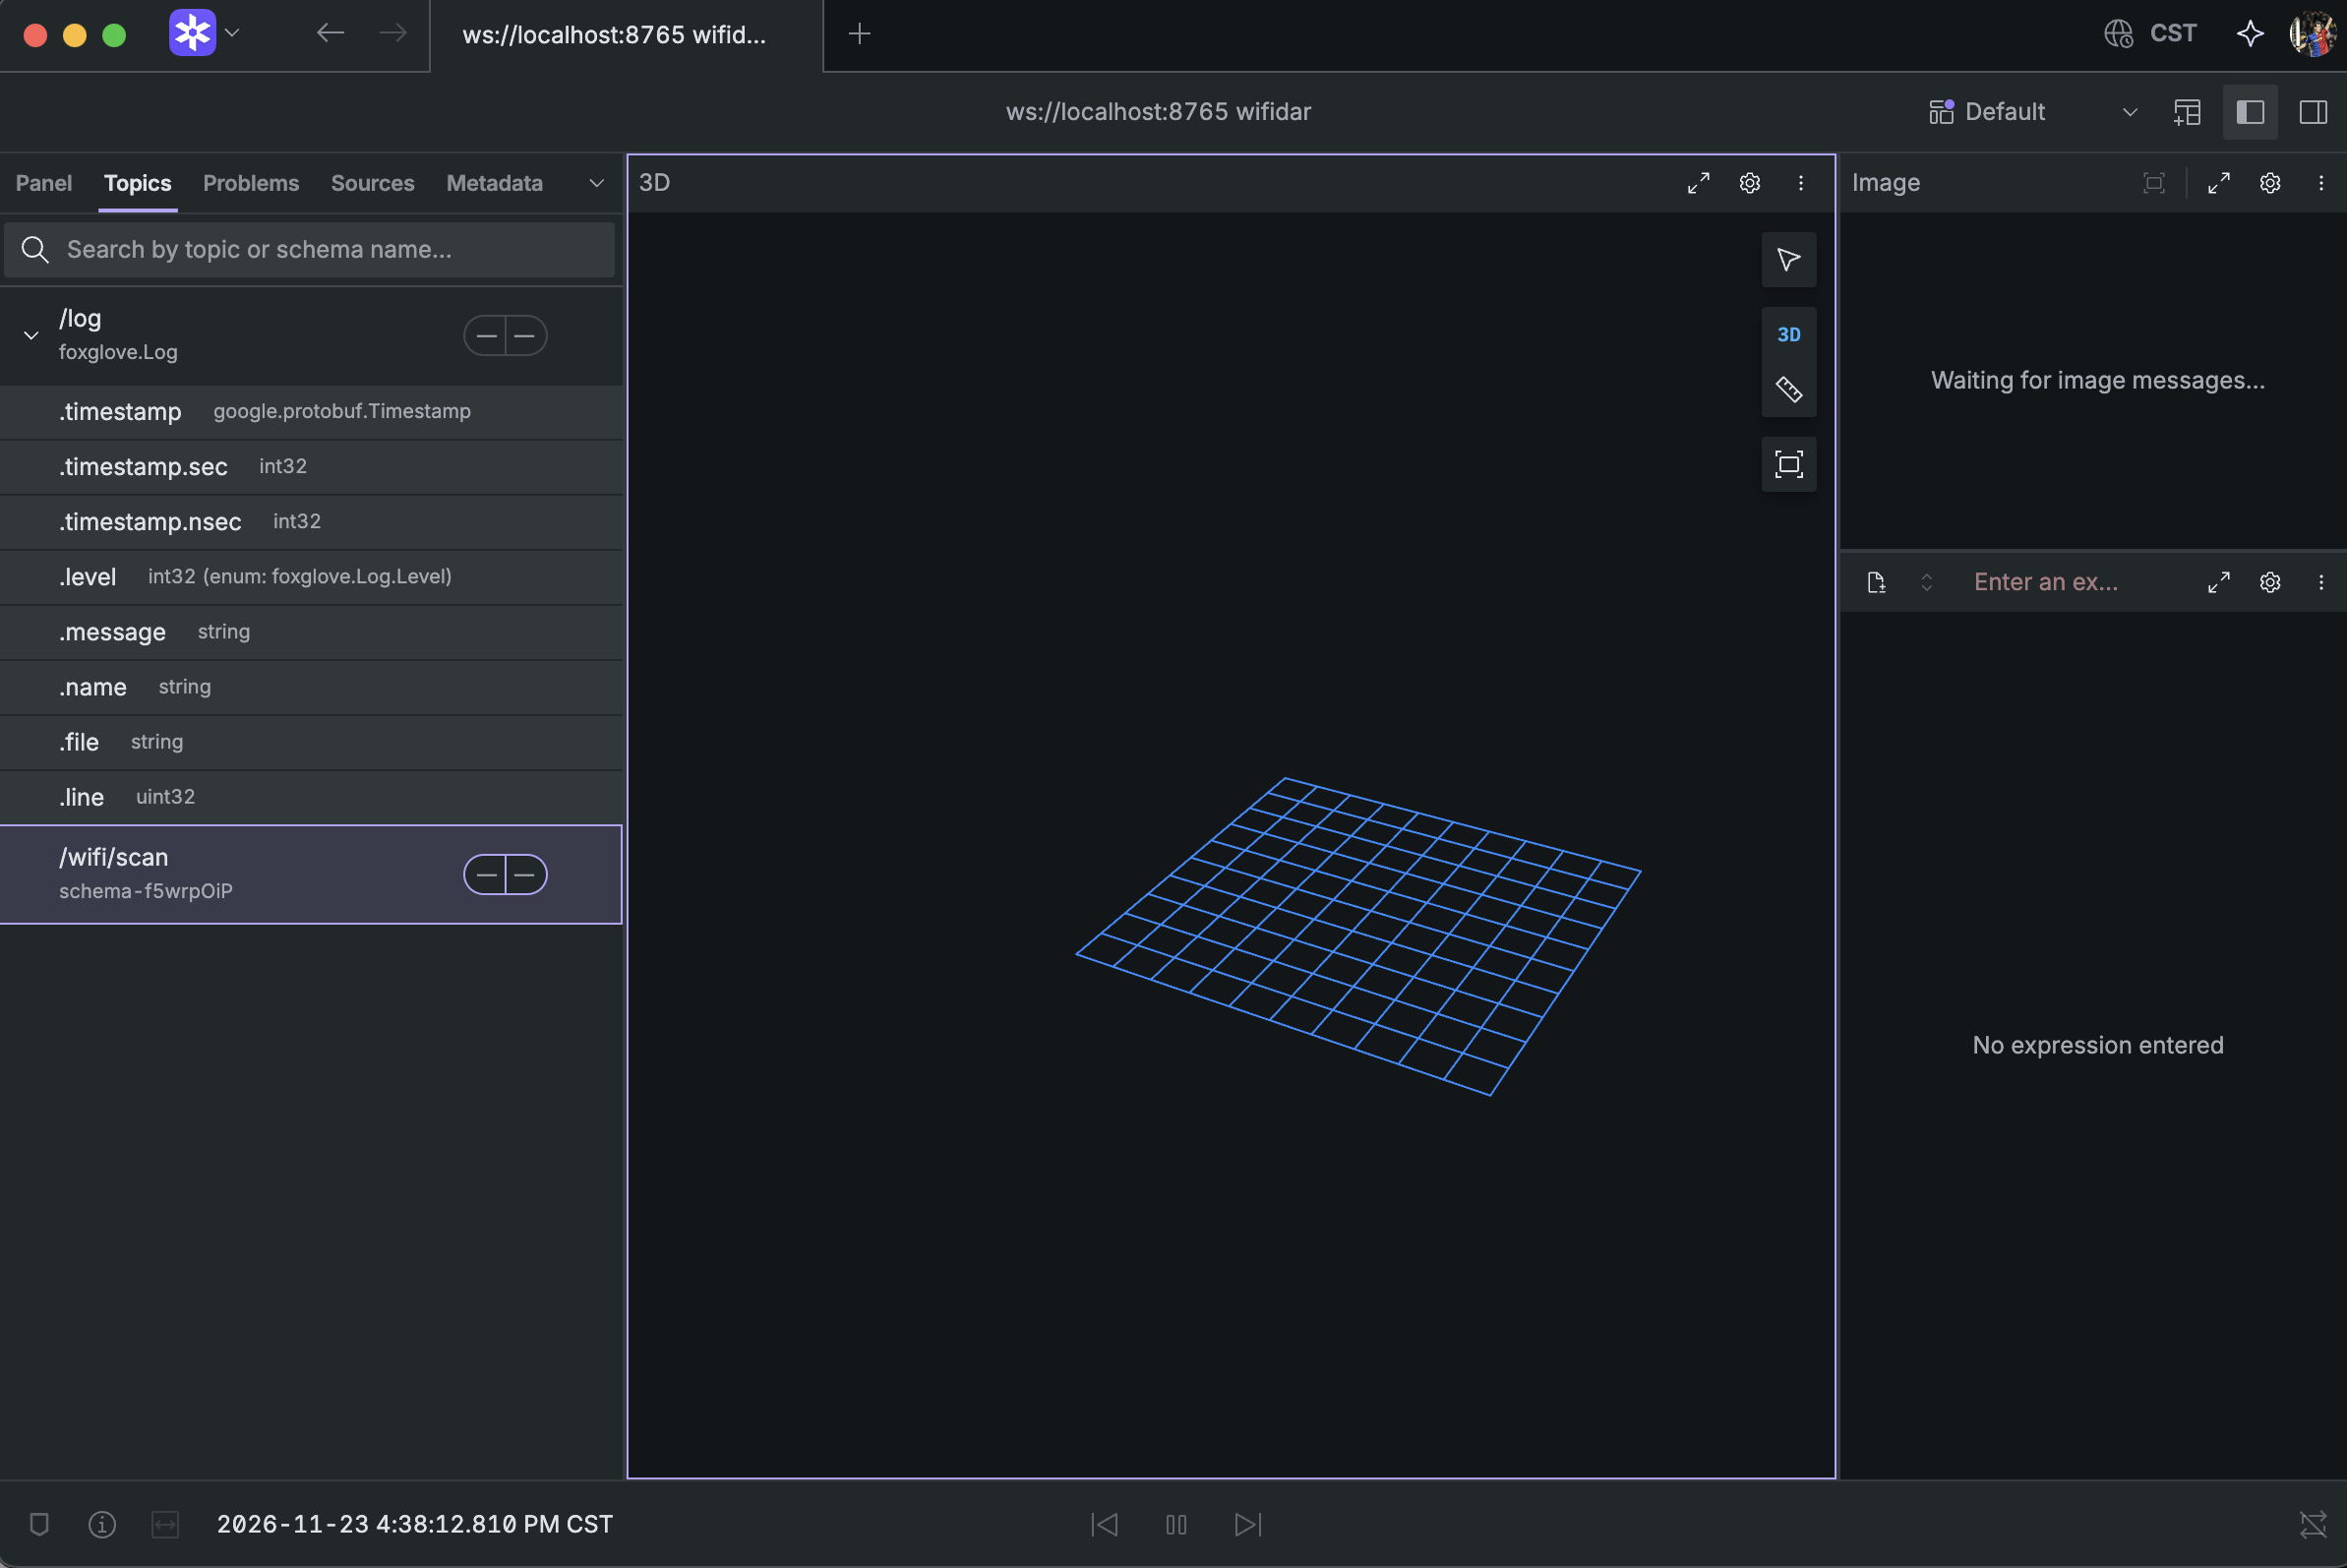 ws://localhost:8765 wifid...
CST
ws://localhost:8765 wifidar
Default
Panel
Topics
Problems
Sources
Metadata
Search by topic or schema name...
/log
foxglove.Log
.timestamp google.protobuf.Timestamp
.timestamp.sec int32
.timestamp.nsec int32
.level int32 (enum: foxglove.Log.Level)
.message string
.name string
.file string
.line uint32
/wifi/scan
schema-f5wrpOiP
3D
3D
Image
Waiting for image messages...
Enter an ex...
No expression entered
2026-11-23 4:38:12.810 PM CST